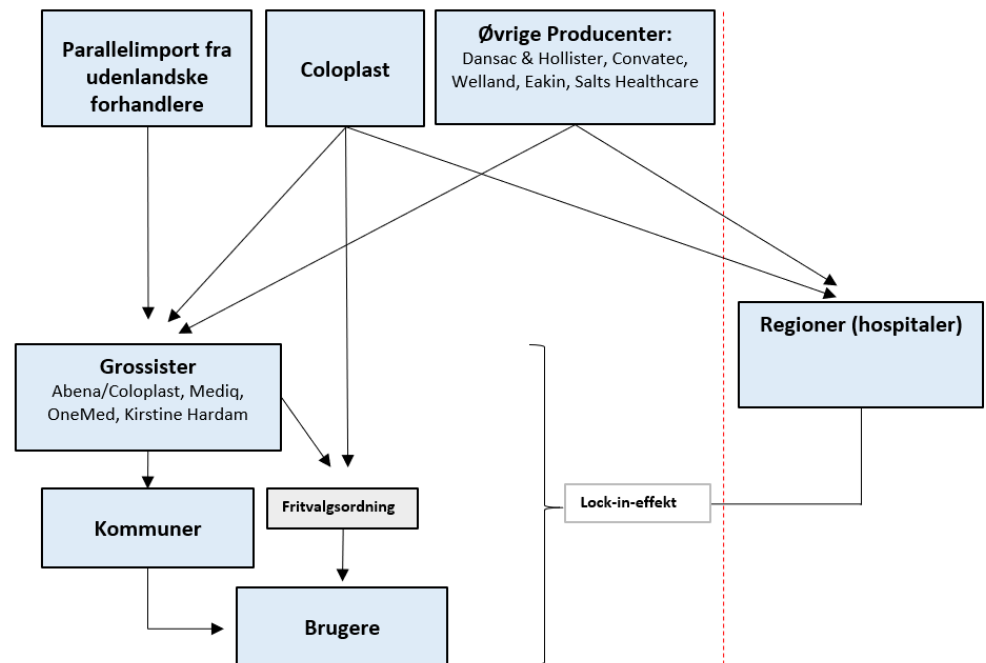 Parallelimport fra
udenlandske
forhandlere
Coloplast
Øvrige Producenter:
Dansac & Hollister, Convatec,
Welland, Eakin, Salts Healthcare
Regioner (hospitaler)
Grossister
Abena/Coloplast, Mediq,
OneMed, Kirstine Hardam
Kommuner
Fritvalgsordning
Lock-in-effekt
Brugere